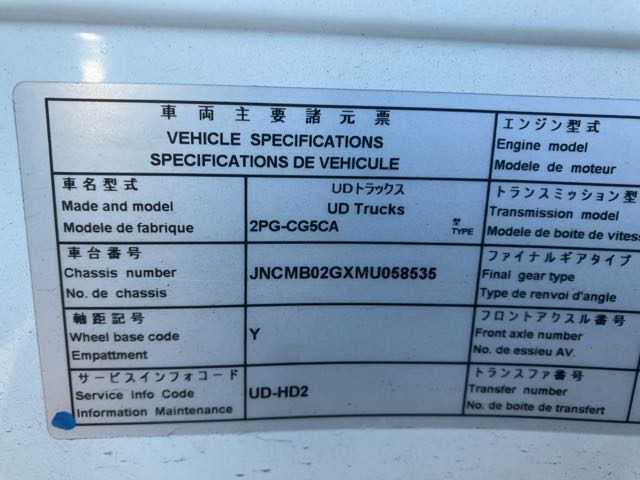 車両主要諸元票
VEHICLE SPECIFICATIONS
SPECIFICATIONS DE VEHICULE
車名型式
Made and model
Modele de fabrique
UDトラックス
UD Trucks
2PG-CG5CA
型
TYPE
車台番号
Chassis number
No. de chassis
JNCMB02GXMU058535
軸距記号
Wheel base code
Empattment
Y
サービスインフォコード
Service Info Code
Information Maintenance
UD-HD2
エンジン型式
Engine model
Modele de moteur
トランスミッション型
Transmission model
Modele de boite de vitess
ファイナルギアタイプ
Final gear type
Type de renvoi d'angle
フロントアクスル番号
Front axle number
No. de essieu AV.
トランスファ番号
Transfer number
No. de boite de transfert